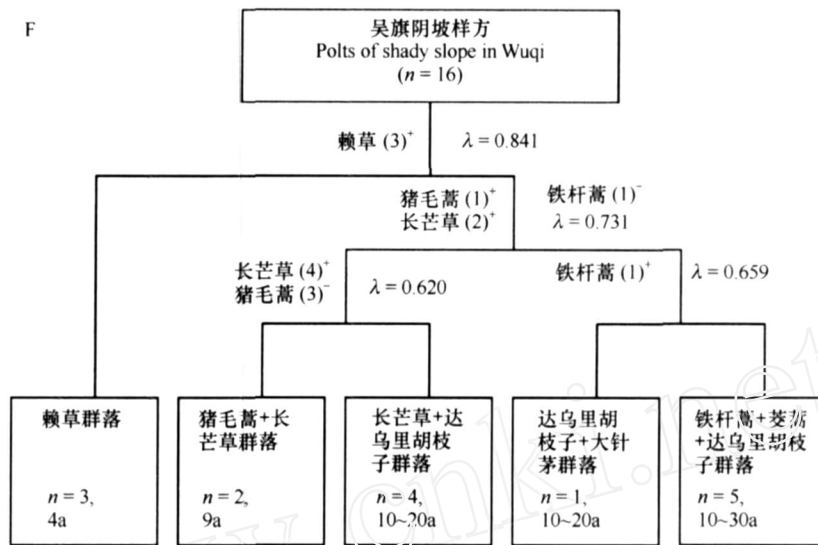 F
吴旗阴坡样方
Polts of shady slope in Wuqi
(n = 16)
赖草 (3)⁺ λ = 0.841
猪毛蒿 (1)⁺ 铁杆蒿 (1)⁻
长芒草 (2)⁺ λ = 0.731
长芒草 (4)⁺
猪毛蒿 (3)⁻ λ = 0.620
铁杆蒿 (1)⁺ λ = 0.659
赖草群落
n = 3,
4a
猪毛蒿+长
芒草群落
n = 2,
9a
长芒草+达
乌里胡枝
子群落
n = 4,
10~20a
达乌里胡
枝子+大针
茅群落
n = 1,
10~20a
铁杆蒿+菱蒿
+达乌里胡枝
子群落
n = 5,
10~30a
cnki.net